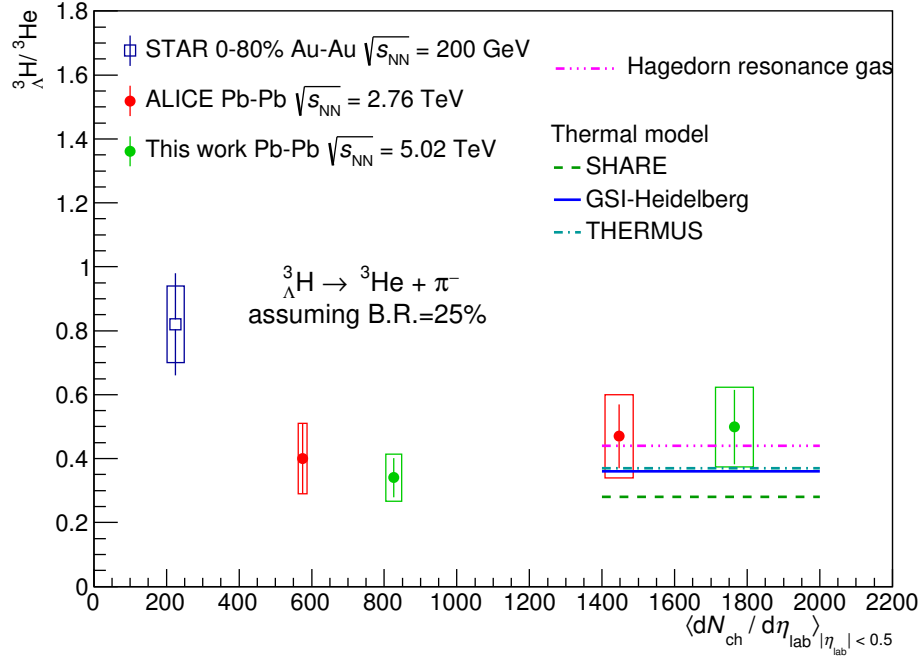 ³ΛH/ ³He
1.8
1.6
1.4
1.2
1
0.8
0.6
0.4
0.2
0
STAR 0-80% Au-Au √sNN = 200 GeV
ALICE Pb-Pb √sNN = 2.76 TeV
This work Pb-Pb √sNN = 5.02 TeV
Hagedorn resonance gas
Thermal model
SHARE
GSI-Heidelberg
THERMUS
³ΛH → ³He + π⁻
assuming B.R.=25%
0 200 400 600 800 1000 1200 1400 1600 1800 2000 2200
⟨dNch / dηlab⟩|ηlab| < 0.5